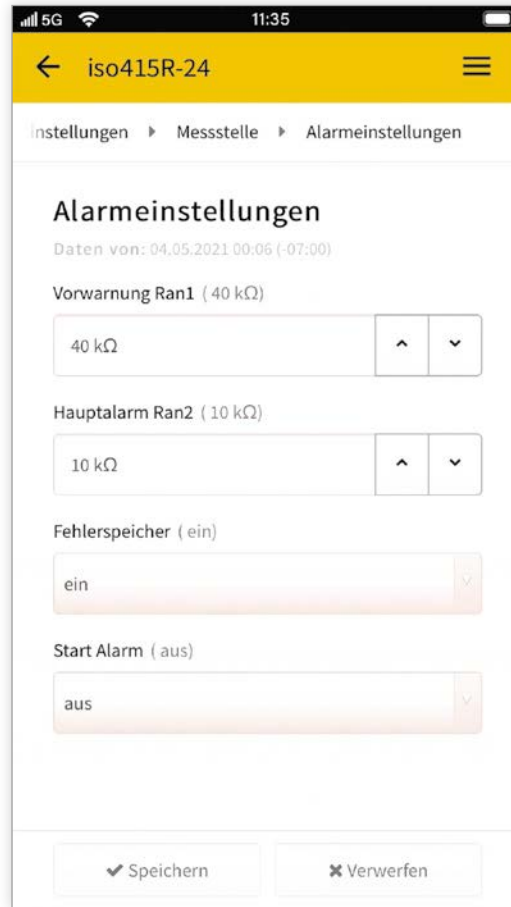 5G 11:35
iso415R-24
instellungen Messstelle Alarmeinstellungen
Alarmeinstellungen
Daten von: 04.05.2021 00:06 (-07:00)
Vorwarnung Ran1 ( 40 kΩ)
40 kΩ
Hauptalarm Ran2 ( 10 kΩ)
10 kΩ
Fehlerspeicher ( ein)
ein
Start Alarm ( aus)
aus
Speichern Verwerfen